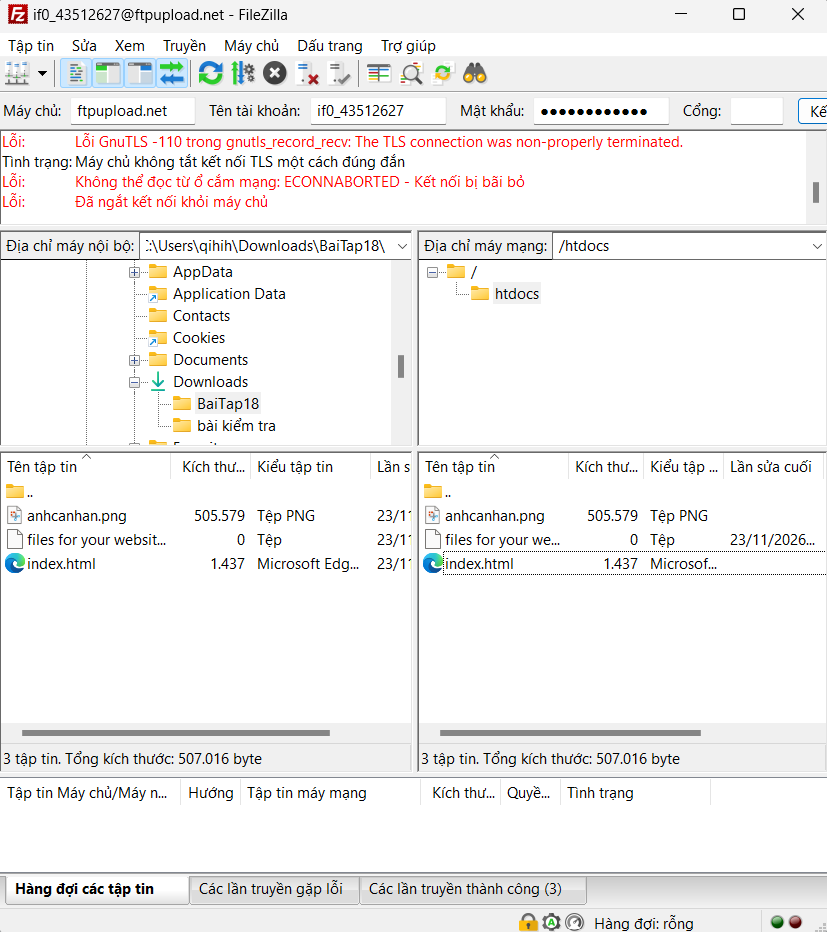 if0_43512627@ftpupload.net - FileZilla
Tập tin Sửa Xem Truyền Máy chủ Dấu trang Trợ giúp
Máy chủ: ftpupload.net Tên tài khoản: if0_43512627 Mật khẩu: ●●●●●●●●●●●● Cổng: Kế
Lỗi: Lỗi GnuTLS -110 trong gnutls_record_recv: The TLS connection was non-properly terminated.
Tình trạng: Máy chủ không tắt kết nối TLS một cách đúng đắn
Lỗi: Không thể đọc từ ổ cắm mạng: ECONNABORTED - Kết nối bị bãi bỏ
Lỗi: Đã ngắt kết nối khỏi máy chủ
Địa chỉ máy nội bộ: :\Users\qihih\Downloads\BaiTap18\
AppData
Application Data
Contacts
Cookies
Documents
Downloads
BaiTap18
bài kiểm tra
Địa chỉ máy mạng: /htdocs
/
htdocs
Tên tập tin Kích thư... Kiểu tập tin Lần s
..
anhcanhan.png 505.579 Tệp PNG 23/11
files for your websit... 0 Tệp 23/11
index.html 1.437 Microsoft Edg... 23/11
3 tập tin. Tổng kích thước: 507.016 byte
Tên tập tin Kích thư... Kiểu tập ... Lần sửa cuối
..
anhcanhan.png 505.579 Tệp PNG
files for your we... 0 Tệp 23/11/2026...
index.html 1.437 Microsof...
3 tập tin. Tổng kích thước: 507.016 byte
Tập tin Máy chủ/Máy n... Hướng Tập tin máy mạng Kích thư... Quyề... Tình trạng
Hàng đợi các tập tin Các lần truyền gặp lỗi Các lần truyền thành công (3)
Hàng đợi: rỗng